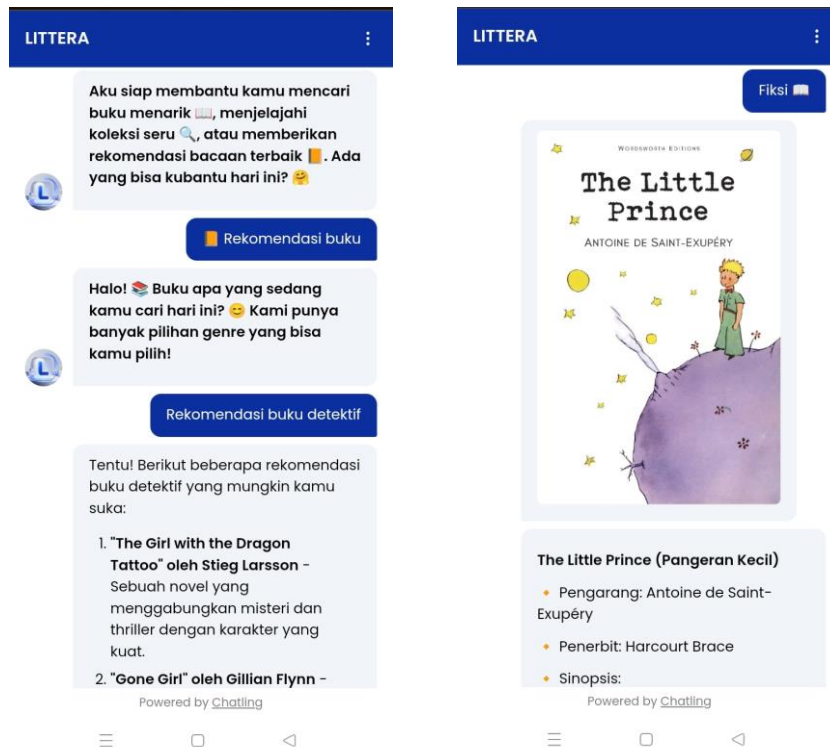 LITTERA
Aku siap membantu kamu mencari
buku menarik 📖, menjelajahi
koleksi seru 🔍, atau memberikan
rekomendasi bacaan terbaik 📙. Ada
yang bisa kubantu hari ini? 🤗
📙 Rekomendasi buku
Halo! 📚 Buku apa yang sedang
kamu cari hari ini? 😊 Kami punya
banyak pilihan genre yang bisa
kamu pilih!
Rekomendasi buku detektif
Tentu! Berikut beberapa rekomendasi
buku detektif yang mungkin kamu
suka:
1. "The Girl with the Dragon
Tattoo" oleh Stieg Larsson -
Sebuah novel yang
menggabungkan misteri dan
thriller dengan karakter yang
kuat.
2. "Gone Girl" oleh Gillian Flynn -
Powered by Chatling
LITTERA
Fiksi 📖
WORDSWORTH EDITIONS
The Little
Prince
ANTOINE DE SAINT-EXUPÉRY
The Little Prince (Pangeran Kecil)
🔸 Pengarang: Antoine de Saint-
Exupéry
🔸 Penerbit: Harcourt Brace
🔸 Sinopsis:
Powered by Chatling